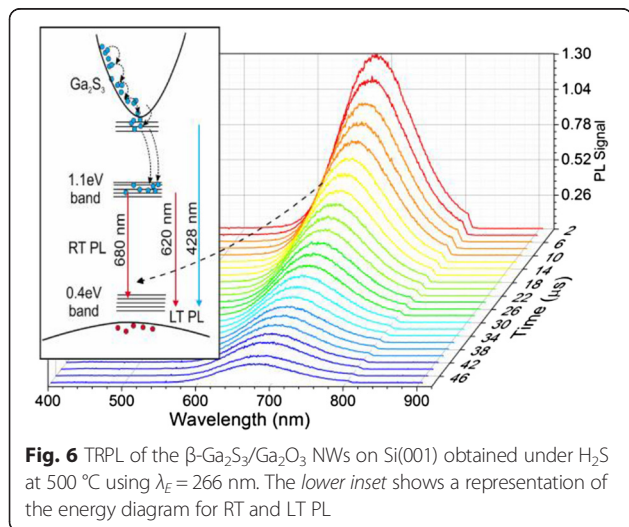 Ga₂S₃
1.1eV
band
RT PL
680 nm
620 nm
428 nm
0.4eV
band
LT PL
1.30
1.04
0.78
0.52
0.26
PL Signal
2
6
10
14
18
22
26
30
34
38
42
46
Time (μs)
400 500 600 700 800 900
Wavelength (nm)
Fig. 6 TRPL of the β-Ga₂S₃/Ga₂O₃ NWs on Si(001) obtained under H₂S
at 500 °C using λE = 266 nm. The lower inset shows a representation of
the energy diagram for RT and LT PL